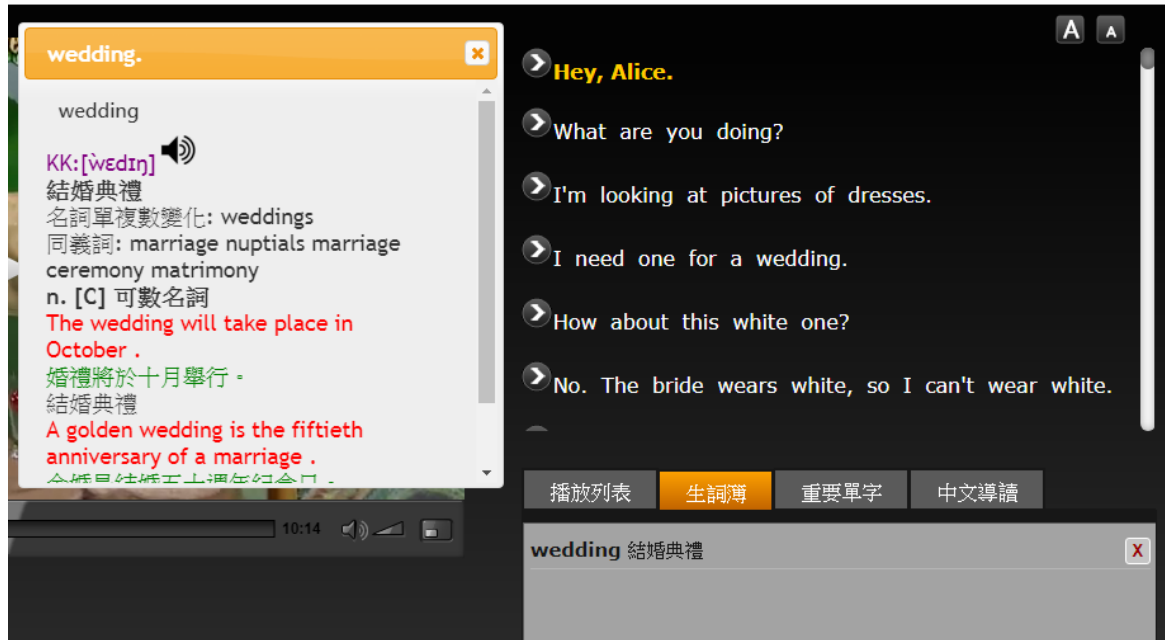 wedding.
wedding
KK:[ẁɛdɪŋ]
結婚典禮
名詞單複數變化: weddings
同義詞: marriage nuptials marriage
ceremony matrimony
n. [C] 可數名詞
The wedding will take place in
October .
婚禮將於十月舉行。
結婚典禮
A golden wedding is the fiftieth
anniversary of a marriage .
10:14
A A
Hey, Alice.
What are you doing?
I'm looking at pictures of dresses.
I need one for a wedding.
How about this white one?
No. The bride wears white, so I can't wear white.
播放列表 生詞簿 重要單字 中文導讀
wedding 結婚典禮
X